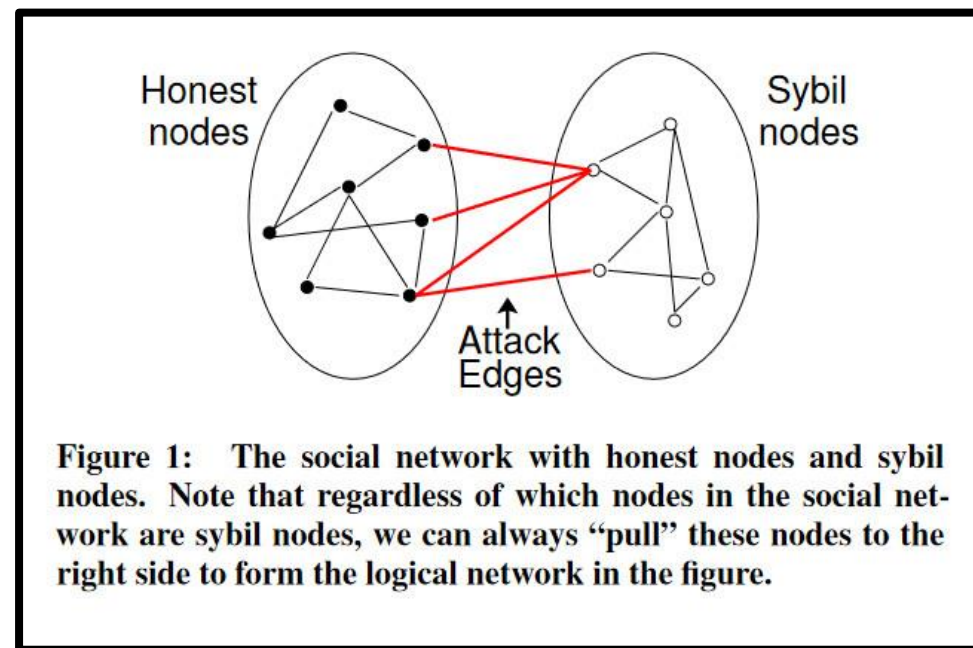 Honest
nodes
Sybil
nodes
Attack
Edges
Figure 1: The social network with honest nodes and sybil
nodes. Note that regardless of which nodes in the social net-
work are sybil nodes, we can always “pull” these nodes to the
right side to form the logical network in the figure.